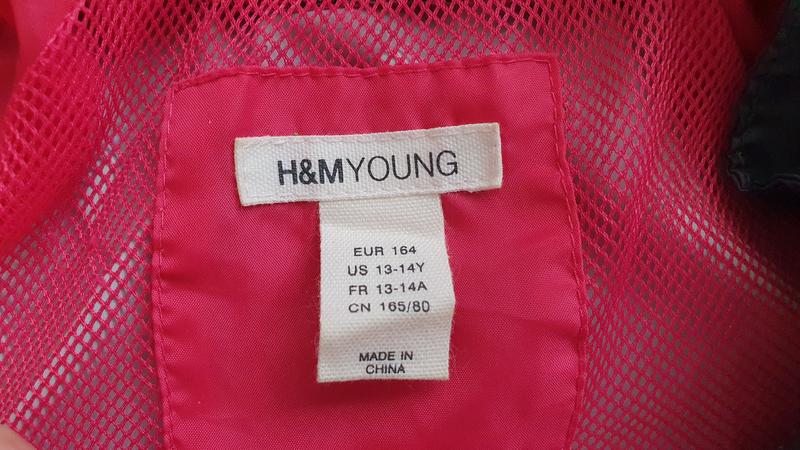 H&MYOUNG
EUR 164
US 13-14Y
FR 13-14A
CN 165/80
MADE IN
CHINA